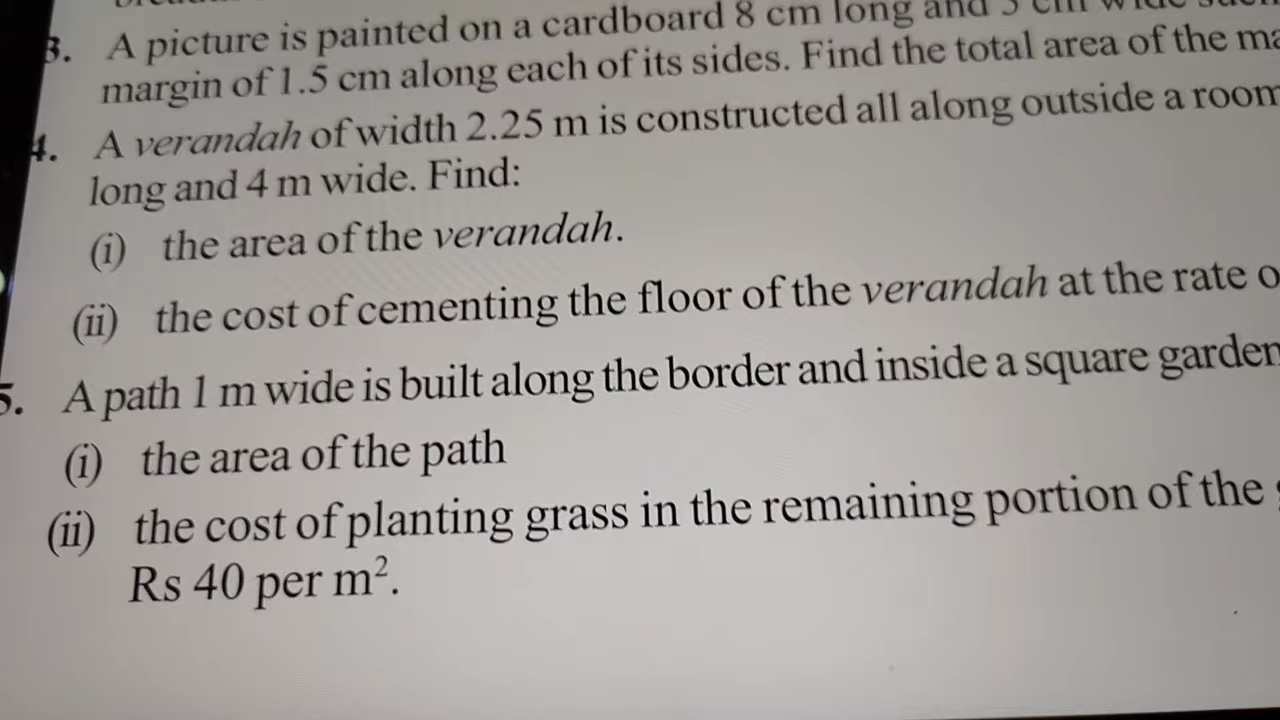 3. A picture is painted on a cardboard 8 cm long and 5 cm wide such
margin of 1.5 cm along each of its sides. Find the total area of the ma
4. A verandah of width 2.25 m is constructed all along outside a room
long and 4 m wide. Find:
(i) the area of the verandah.
(ii) the cost of cementing the floor of the verandah at the rate o
5. A path 1 m wide is built along the border and inside a square garden
(i) the area of the path
(ii) the cost of planting grass in the remaining portion of the
Rs 40 per m².